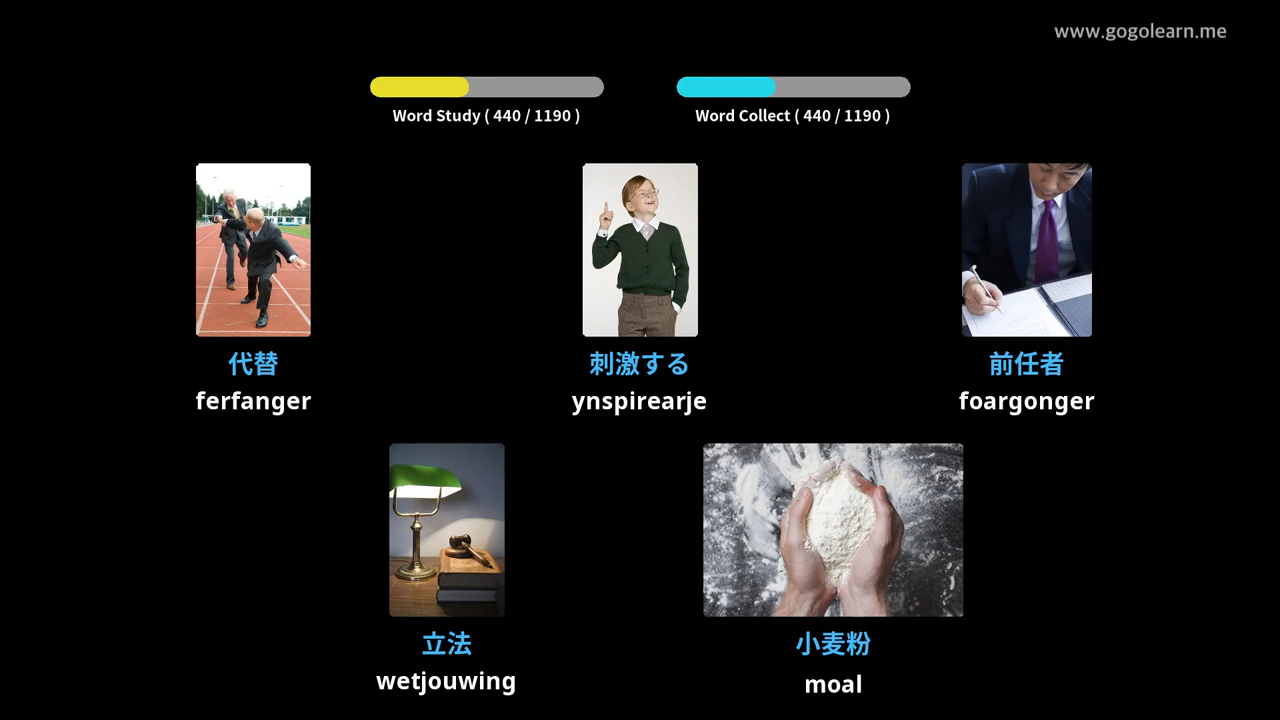 www.gogolearn.me
Word Study ( 440 / 1190 )
Word Collect ( 440 / 1190 )
代替
ferfanger
刺激する
ynspirearje
前任者
foargonger
立法
wetjouwing
小麦粉
moal